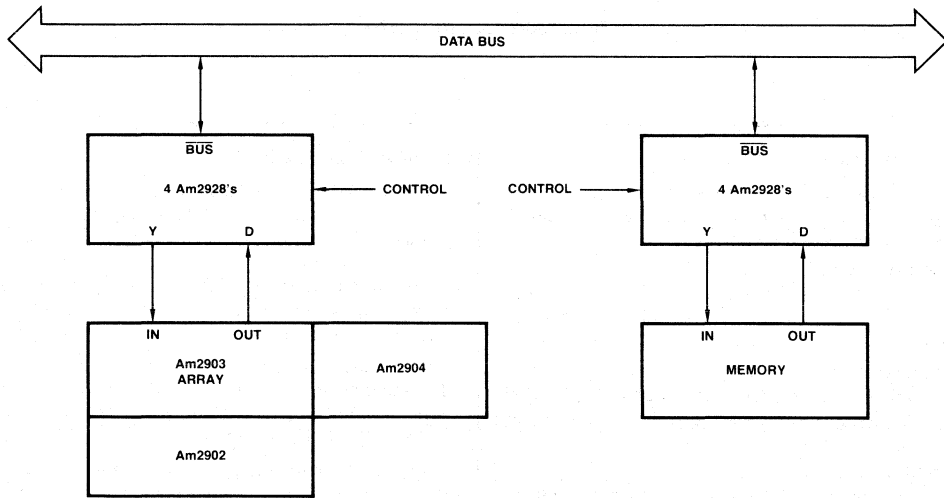 DATA BUS
BUS
4 Am2928's
Y D
CONTROL
CONTROL
BUS
4 Am2928's
Y D
IN OUT
Am2903
ARRAY
Am2904
Am2902
IN OUT
MEMORY